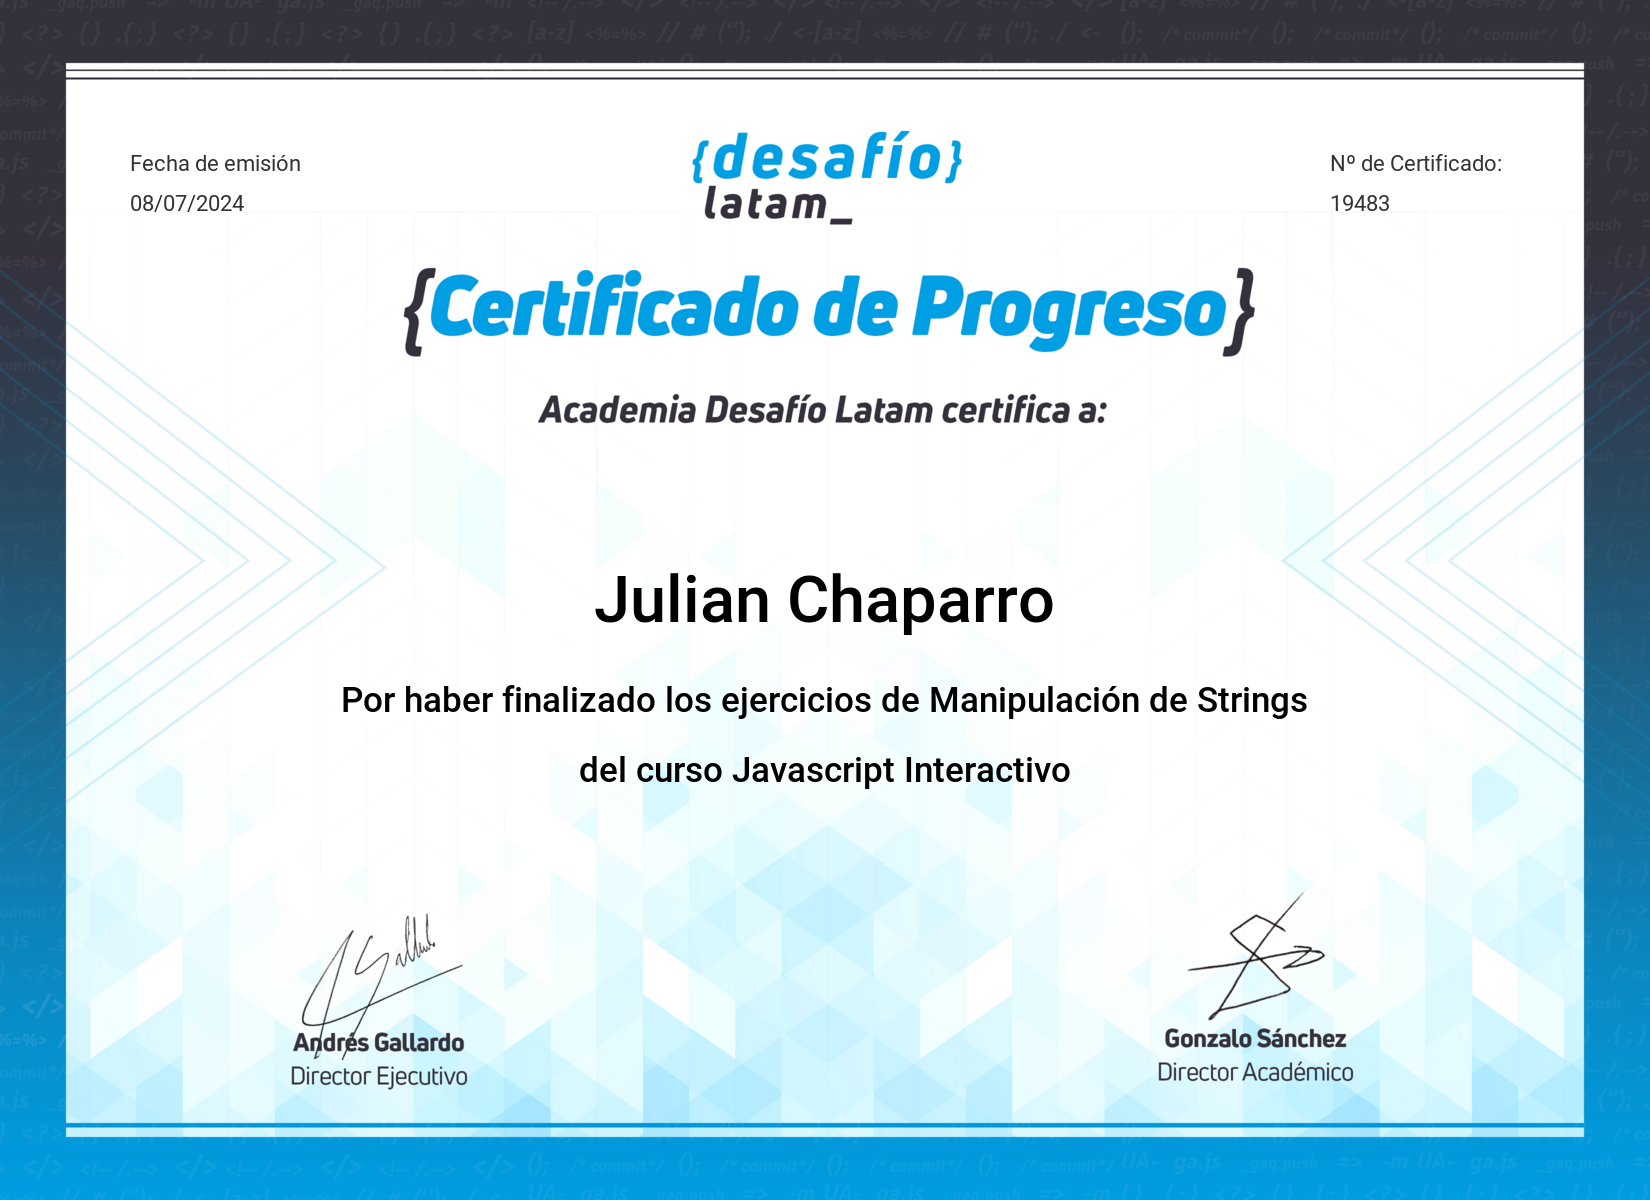 Fecha de emisión
08/07/2024
{desafío}
latam_
Nº de Certificado:
19483
{Certificado de Progreso}
Academia Desafío Latam certifica a:
Julian Chaparro
Por haber finalizado los ejercicios de Manipulación de Strings
del curso Javascript Interactivo
Andrés Gallardo
Director Ejecutivo
Gonzalo Sánchez
Director Académico